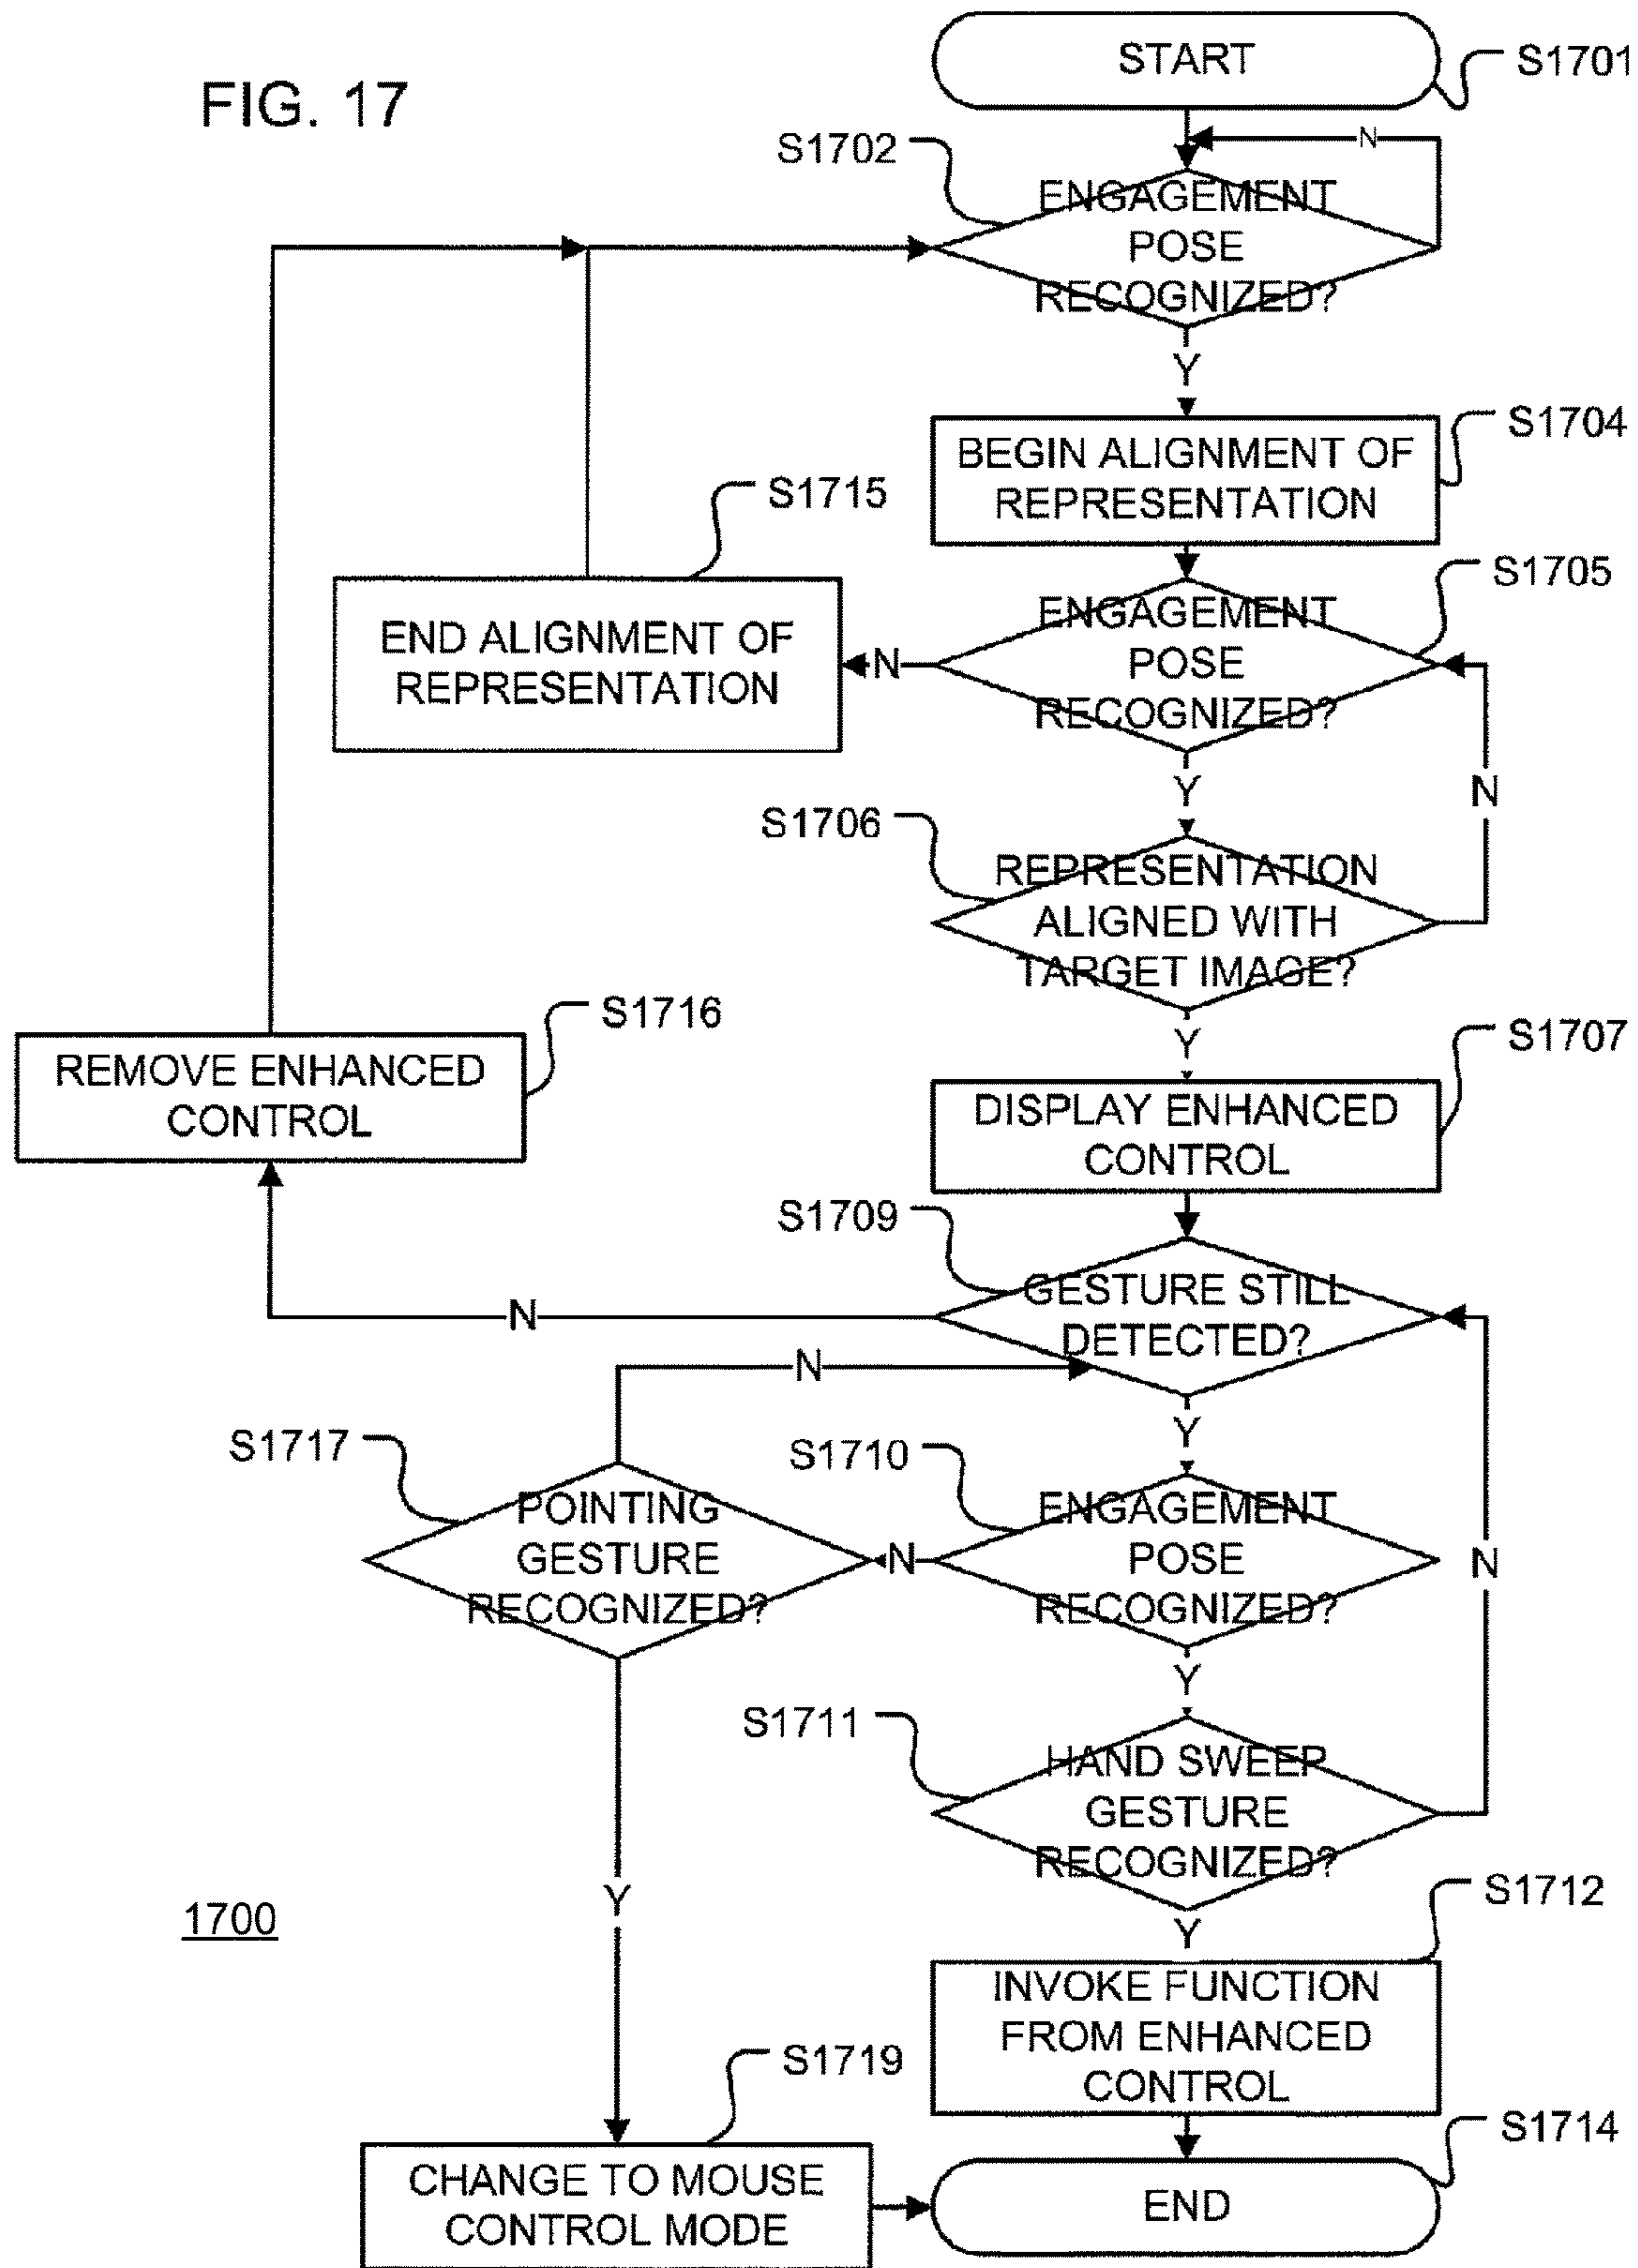 FIG. 17
START
S1701
N
S1702
ENGAGEMENT
POSE
RECOGNIZED?
Y
S1704
BEGIN ALIGNMENT OF
REPRESENTATION
S1715
END ALIGNMENT OF
REPRESENTATION
S1705
ENGAGEMENT
POSE
RECOGNIZED?
N
Y
N
S1706
REPRESENTATION
ALIGNED WITH
TARGET IMAGE?
S1716
REMOVE ENHANCED
CONTROL
Y
S1707
DISPLAY ENHANCED
CONTROL
S1709
GESTURE STILL
DETECTED?
N
N
Y
S1717
POINTING
GESTURE
RECOGNIZED?
S1710
ENGAGEMENT
POSE
RECOGNIZED?
N
N
Y
S1711
HAND SWEEP
GESTURE
RECOGNIZED?
Y
Y
1700
S1712
INVOKE FUNCTION
FROM ENHANCED
CONTROL
S1719
CHANGE TO MOUSE
CONTROL MODE
S1714
END